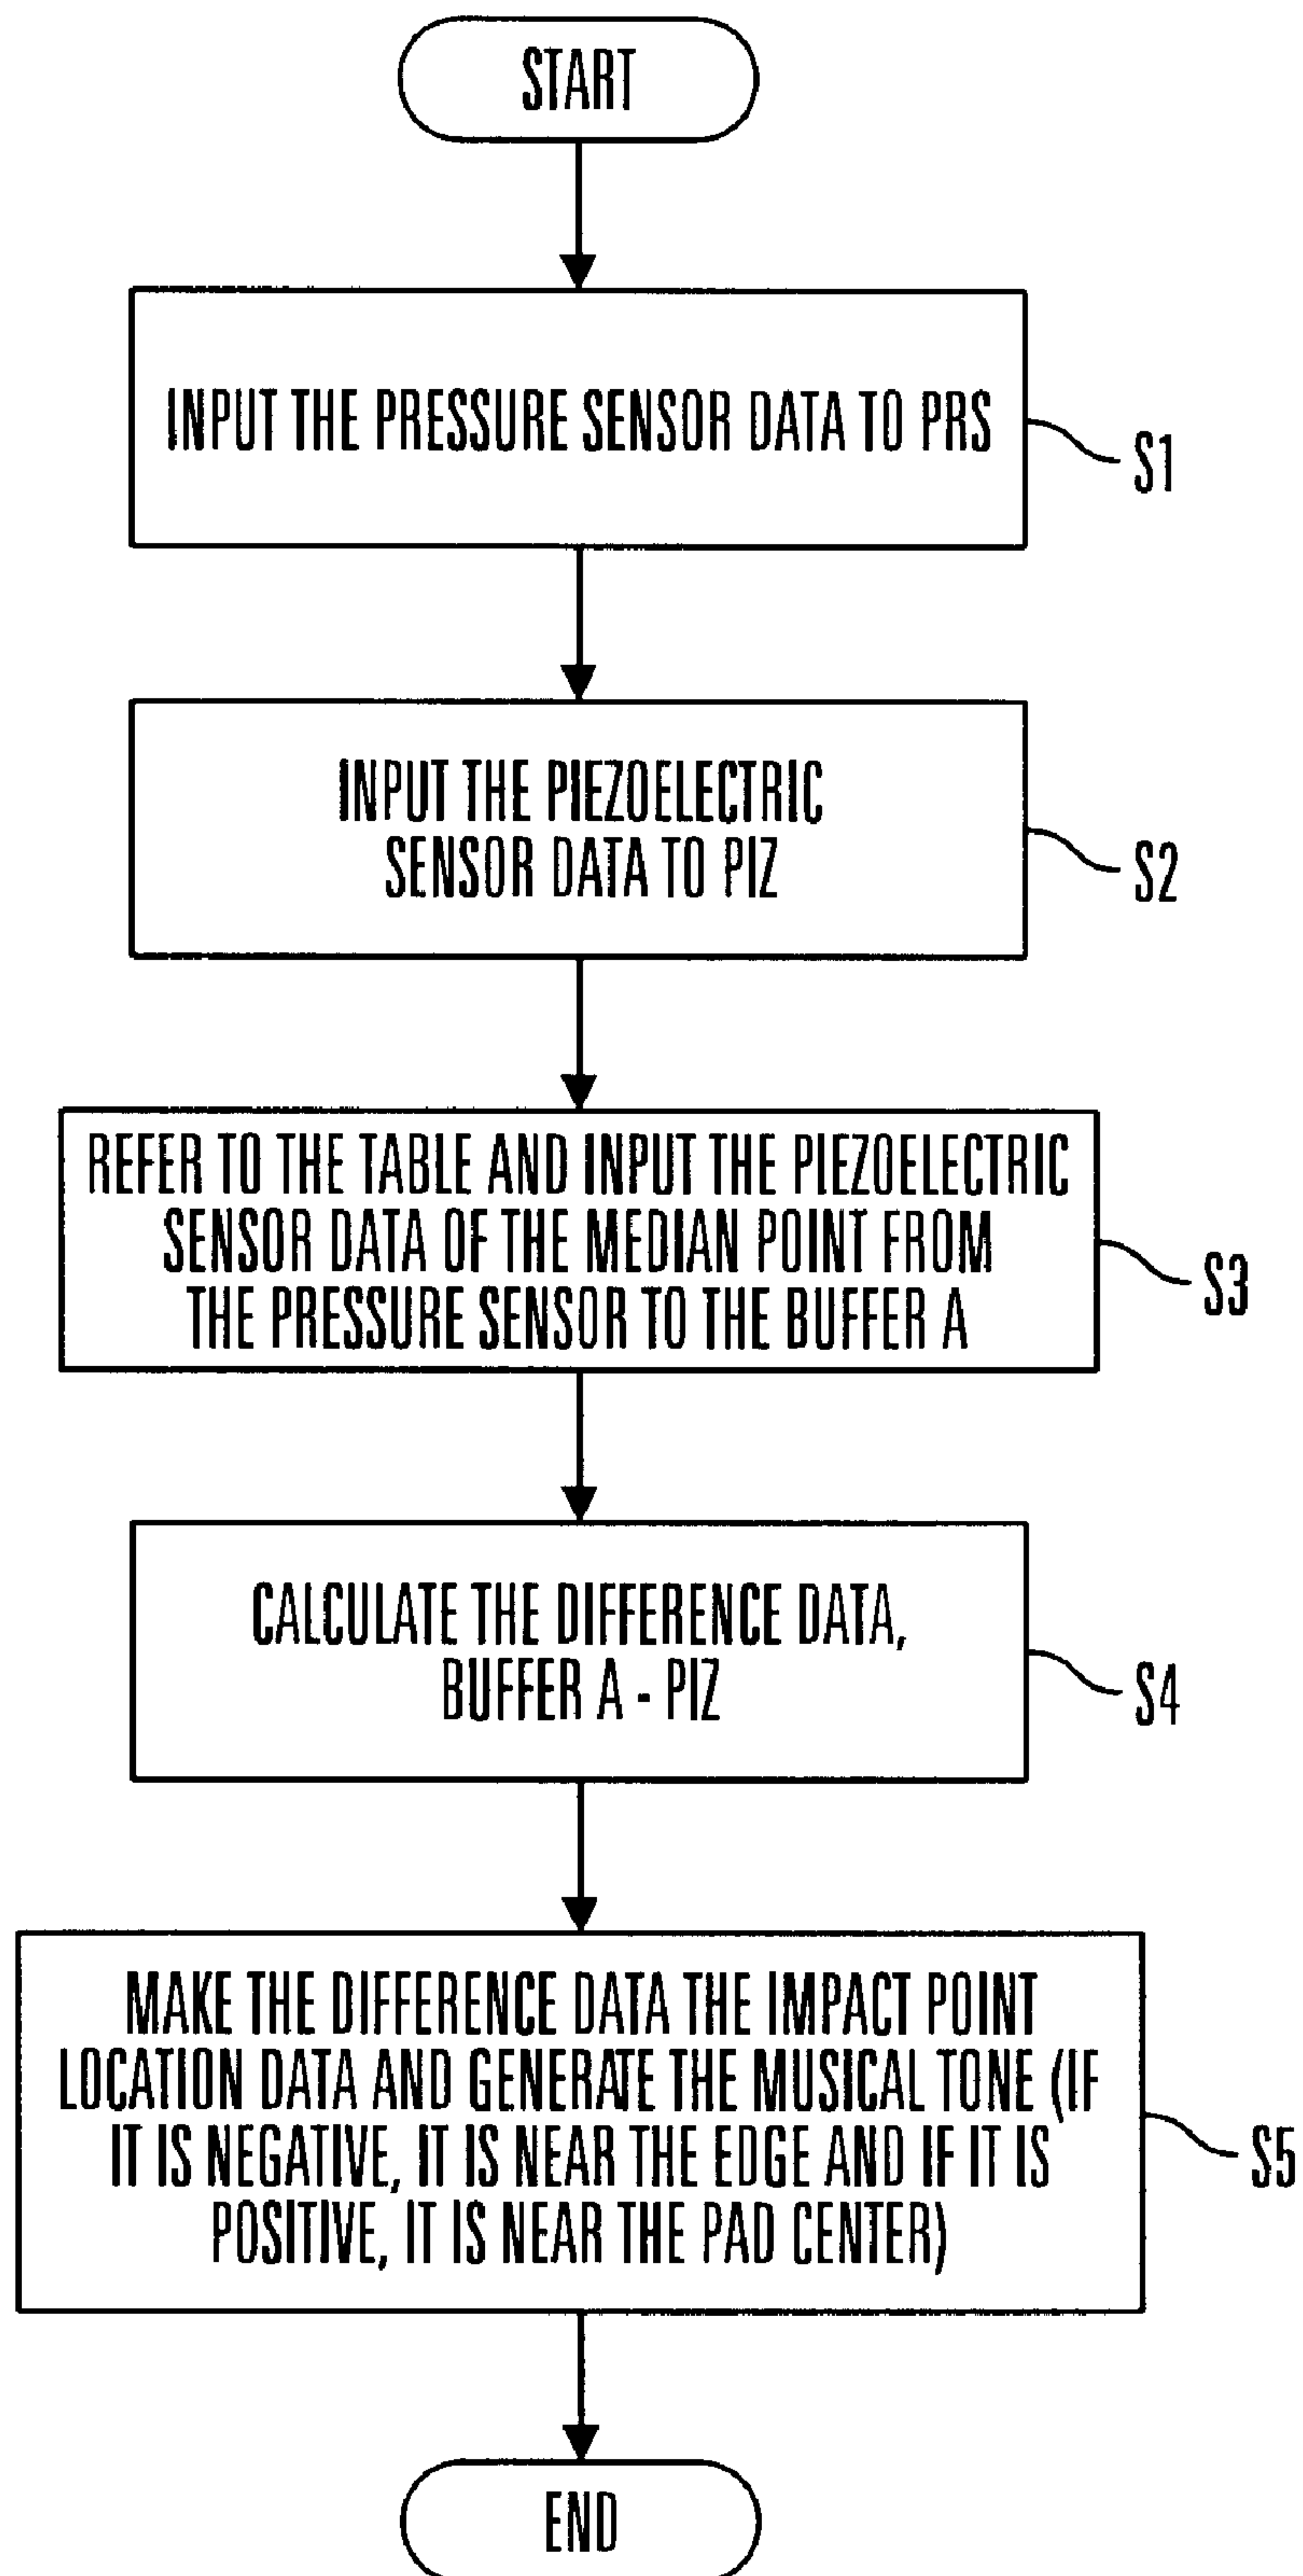 START
INPUT THE PRESSURE SENSOR DATA TO PRS
S1
INPUT THE PIEZOELECTRIC
SENSOR DATA TO PIZ
S2
REFER TO THE TABLE AND INPUT THE PIEZOELECTRIC
SENSOR DATA OF THE MEDIAN POINT FROM
THE PRESSURE SENSOR TO THE BUFFER A
S3
CALCULATE THE DIFFERENCE DATA,
BUFFER A - PIZ
S4
MAKE THE DIFFERENCE DATA THE IMPACT POINT
LOCATION DATA AND GENERATE THE MUSICAL TONE (IF
IT IS NEGATIVE, IT IS NEAR THE EDGE AND IF IT IS
POSITIVE, IT IS NEAR THE PAD CENTER)
S5
END